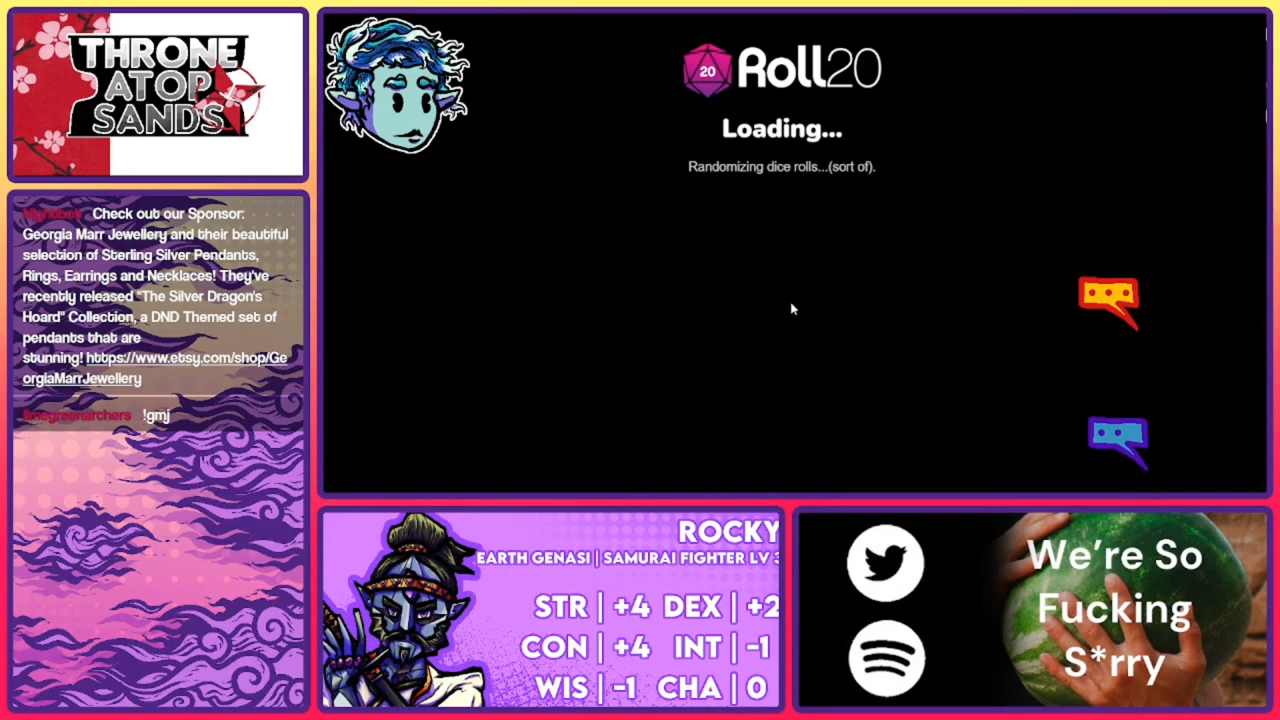 THRONE
ATOP
SANDS
Nightbot Check out our Sponsor:
Georgia Marr Jewellery and their beautiful
selection of Sterling Silver Pendants,
Rings, Earrings and Necklaces! They've
recently released "The Silver Dragon's
Hoard" Collection, a DND Themed set of
pendants that are
stunning! https://www.etsy.com/shop/Ge
orgiaMarrJewellery
!gmj
20 Roll20
Loading...
Randomizing dice rolls...(sort of).
ROCKY
EARTH GENASI | SAMURAI FIGHTER LV 3
STR | +4 DEX | +2
CON | +4 INT | -1
WIS | -1 CHA | 0
We're So
Fucking
S*rry